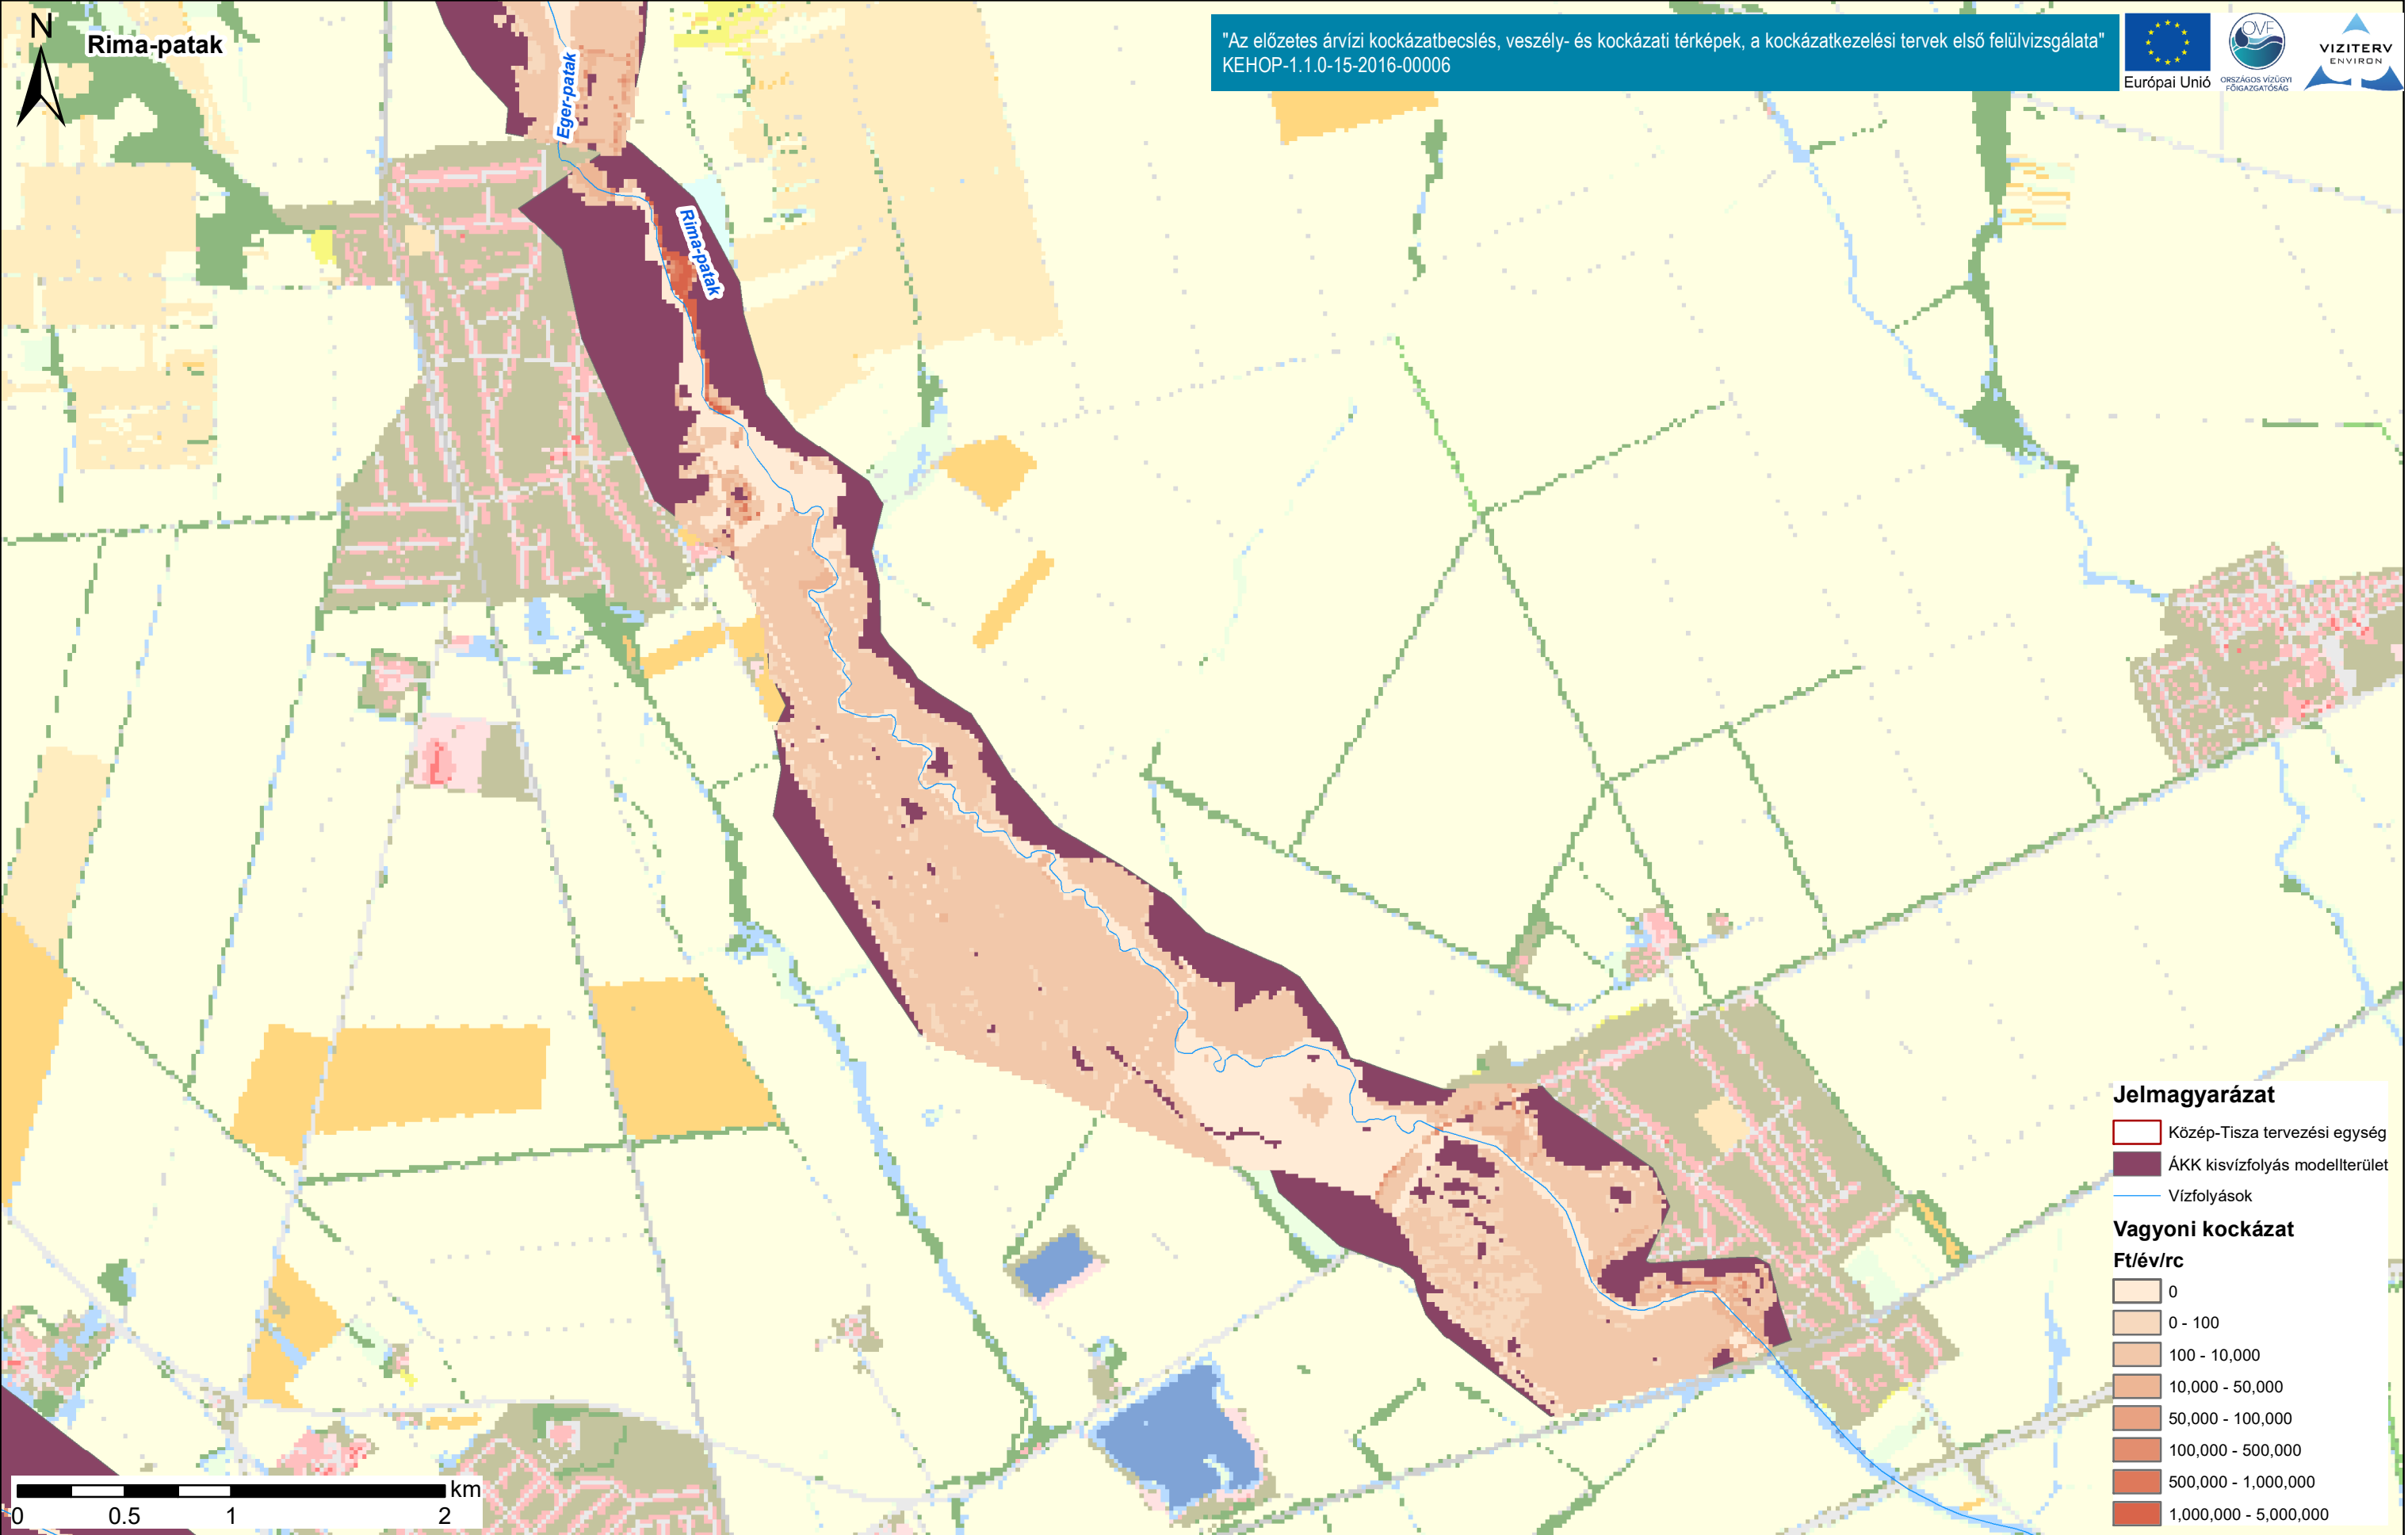 N
Rima-patak
"Az előzetes árvízi kockázatbecslés, veszély- és kockázati térképek, a kockázatkezelési tervek első felülvizsgálata"
KEHOP-1.1.0-15-2016-00006
Európai Unió
OVF
ORSZÁGOS VÍZÜGYI
FŐIGAZGATÓSÁG
VIZITERV
ENVIRON
Eger-patak
Rima-patak
Jelmagyarázat
Közép-Tisza tervezési egység
ÁKK kisvízfolyás modellterület
Vízfolyások
Vagyoni kockázat
Ft/év/rc
0
0 - 100
100 - 10,000
10,000 - 50,000
50,000 - 100,000
100,000 - 500,000
500,000 - 1,000,000
1,000,000 - 5,000,000
km
0 0.5 1 2